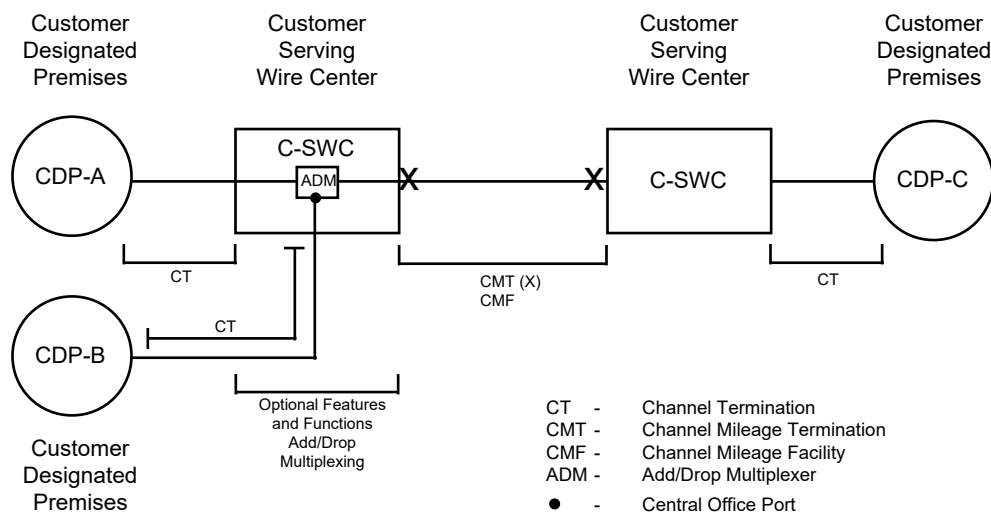 Customer
Designated
Premises
Customer
Serving
Wire Center
Customer
Serving
Wire Center
Customer
Designated
Premises
CDP-A
C-SWC
ADM
X
X
C-SWC
CDP-C
CT
CMT (X)
CMF
CT
CT
CDP-B
Optional Features
and Functions
Add/Drop
Multiplexing
Customer
Designated
Premises
CT - Channel Termination
CMT - Channel Mileage Termination
CMF - Channel Mileage Facility
ADM - Add/Drop Multiplexer
● - Central Office Port